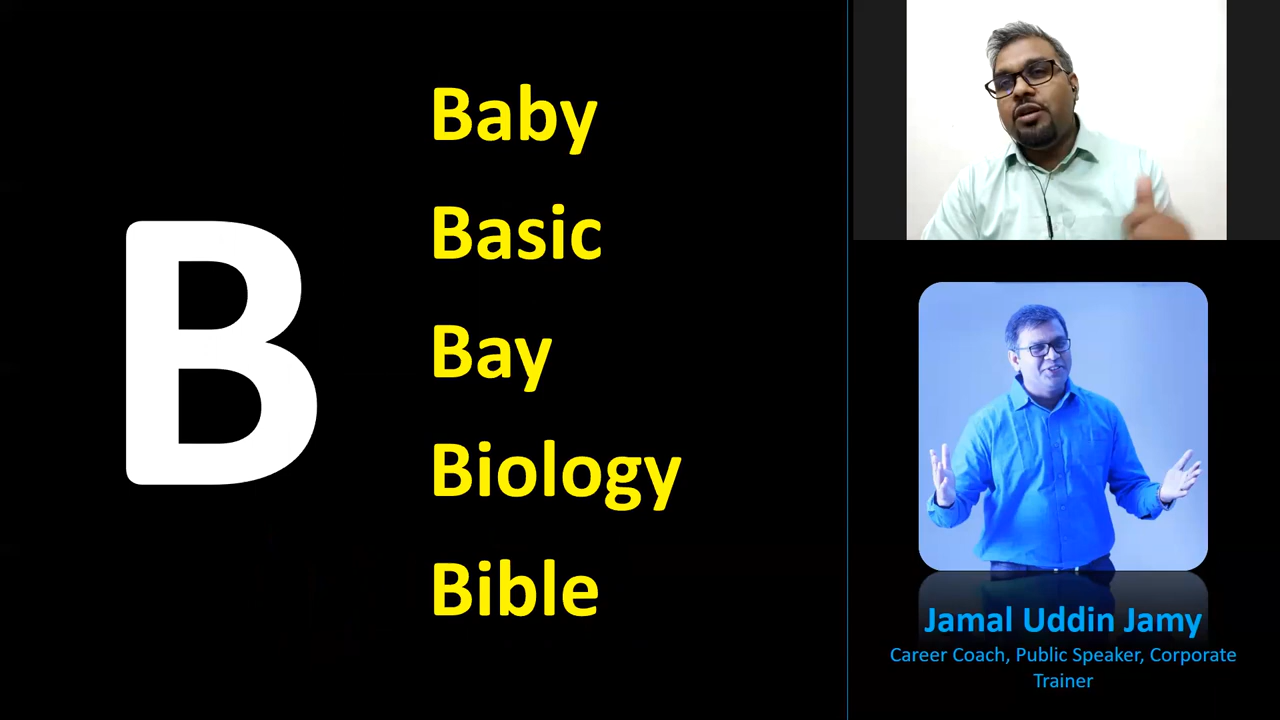 B
Baby
Basic
Bay
Biology
Bible
Jamal Uddin Jamy
Career Coach, Public Speaker, Corporate
Trainer